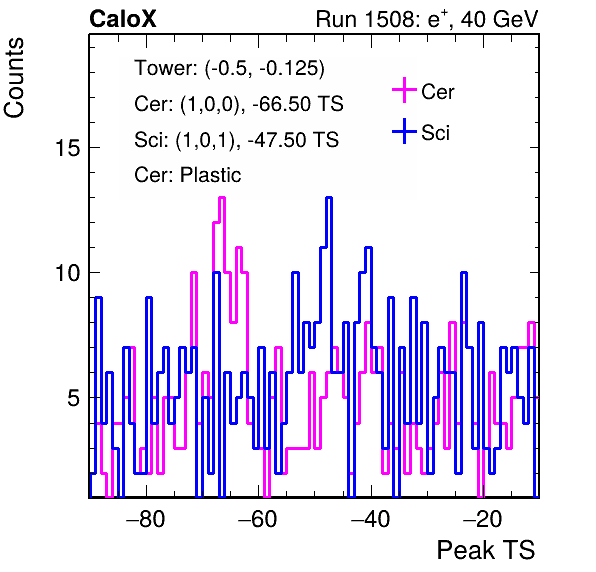 CaloX Run 1508: e+, 40 GeV
Counts
Tower: (-0.5, -0.125)
Cer: (1,0,0), -66.50 TS
Sci: (1,0,1), -47.50 TS
Cer: Plastic
Cer
Sci
15
10
5
−80 −60 −40 −20
Peak TS